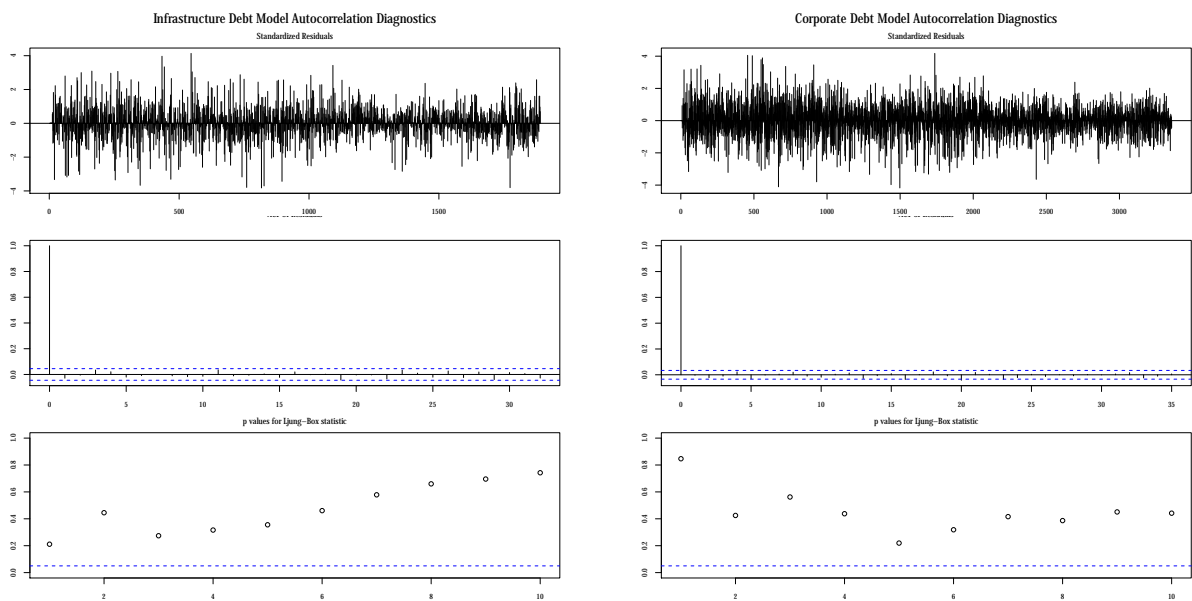 Infrastructure Debt Model Autocorrelation Diagnostics
Standardized Residuals
4
2
0
−2
−4
0 500 1000 1500
1.0
0.8
0.6
0.4
0.2
0.0
0 5 10 15 20 25 30
p values for Ljung−Box statistic
1.0
0.8
0.6
0.4
0.2
0.0
2 4 6 8 10
Corporate Debt Model Autocorrelation Diagnostics
Standardized Residuals
4
2
0
−2
−4
0 500 1000 1500 2000 2500 3000
1.0
0.8
0.6
0.4
0.2
0.0
0 5 10 15 20 25 30 35
p values for Ljung−Box statistic
1.0
0.8
0.6
0.4
0.2
0.0
2 4 6 8 10